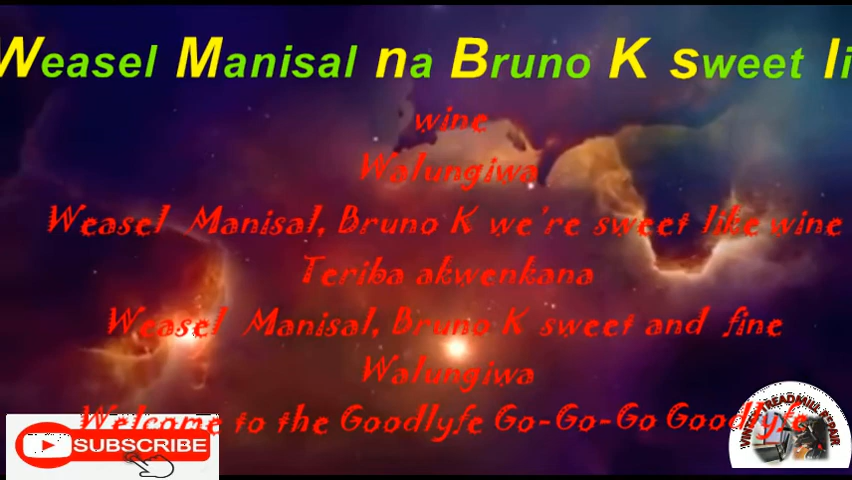 Weasel Manisal na Bruno K sweet li
wine
Walungiwa
Weasel Manisal, Bruno K we're sweet like wine
Teriba akwenkana
Weasel Manisal, Bruno K sweet and fine
Walungiwa
Welcome to the Goodlyfe Go-Go-Go Goodlyfe
SUBSCRIBE